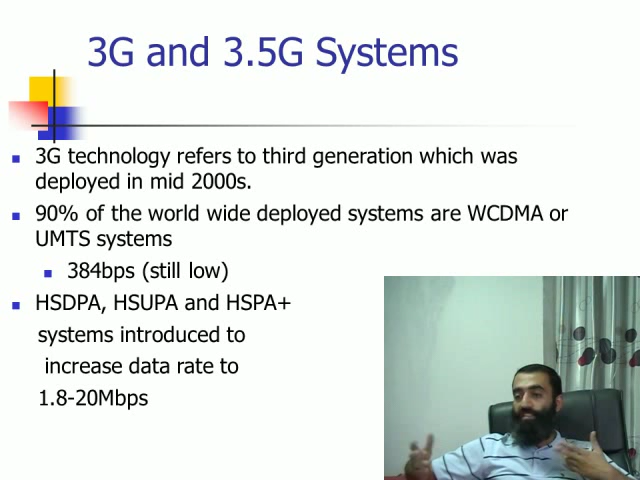 3G and 3.5G Systems
3G technology refers to third generation which was
deployed in mid 2000s.
90% of the world wide deployed systems are WCDMA or
UMTS systems
384bps (still low)
HSDPA, HSUPA and HSPA+
systems introduced to
increase data rate to
1.8-20Mbps